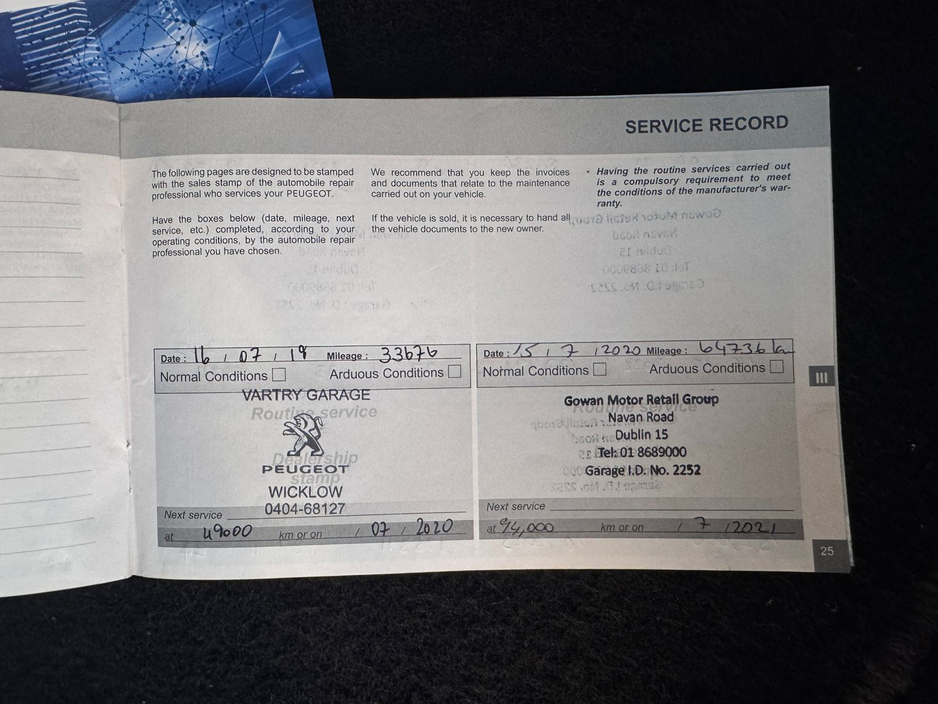 SERVICE RECORD
The following pages are designed to be stamped
with the sales stamp of the automobile repair
professional who services your PEUGEOT.
Have the boxes below (date, mileage, next
service, etc.) completed, according to your
operating conditions, by the automobile repair
professional you have chosen.
We recommend that you keep the invoices
and documents that relate to the maintenance
carried out on your vehicle.
If the vehicle is sold, it is necessary to hand all
the vehicle documents to the new owner.
• Having the routine services carried out
is a compulsory requirement to meet
the conditions of the manufacturer's war-
ranty.
Date : 16 / 07 / 19 Mileage : 33676
Normal Conditions Arduous Conditions
VARTRY GARAGE
Routine service
PEUGEOT
Dealership
stamp
WICKLOW
0404-68127
Next service
at 49000 km or on / 07 / 2020
Date : 15 / 7 / 2020 Mileage : 64736 km
Normal Conditions Arduous Conditions
Gowan Motor Retail Group
Routine service
Navan Road
Dublin 15
Tel: 01 8689000
Garage I.D. No. 2252
Next service
at 94,000 km or on / 7 / 2021
III
25